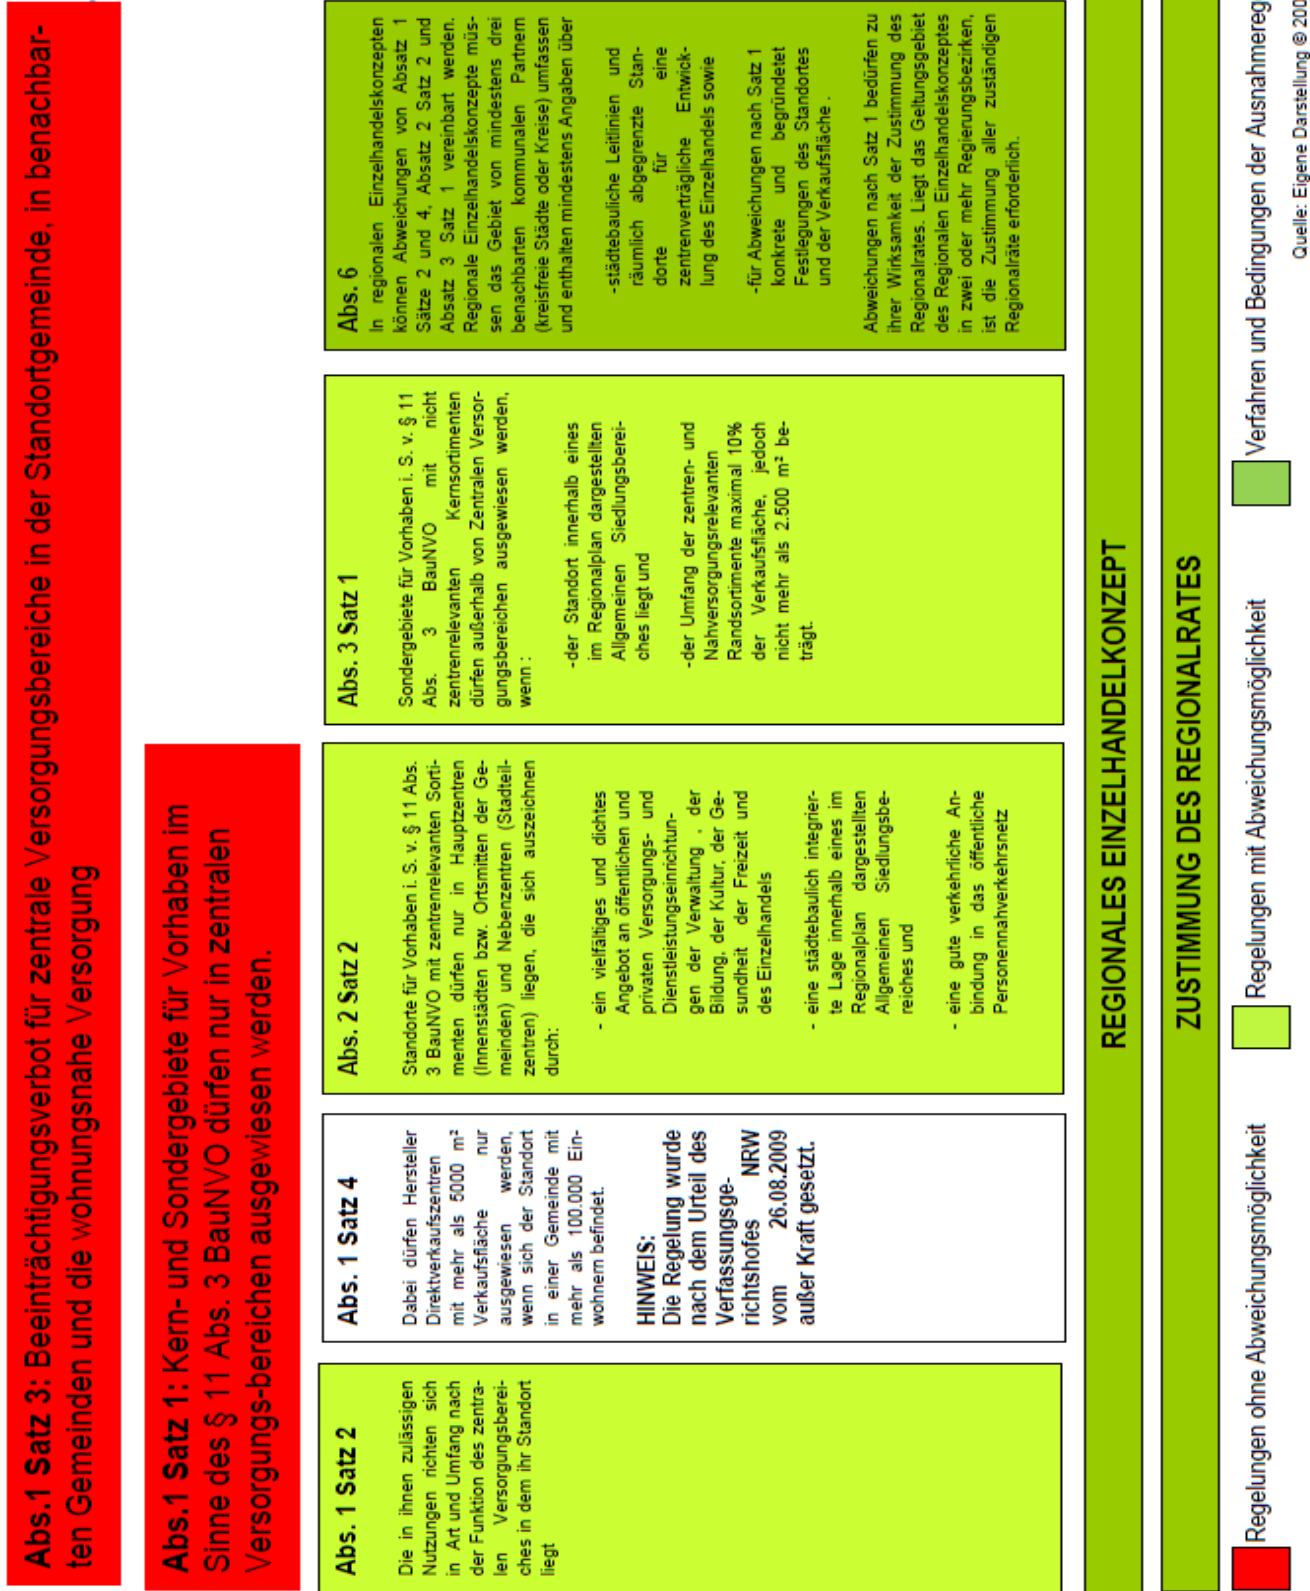 Abs.1 Satz 3: Beeinträchtigungsverbot für zentrale Versorgungsbereiche in der Standortgemeinde, in benachbar-
ten Gemeinden und die wohnungsnahe Versorgung
Abs.1 Satz 1: Kern- und Sondergebiete für Vorhaben im
Sinne des § 11 Abs. 3 BauNVO dürfen nur in zentralen
Versorgungs-bereichen ausgewiesen werden.
Abs. 1 Satz 2
Die in ihnen zulässigen
Nutzungen richten sich
in Art und Umfang nach
der Funktion des zentra-
len Versorgungsberei-
ches in dem ihr Standort
liegt
Abs. 1 Satz 4
Dabei dürfen Hersteller
Direktverkaufszentren
mit mehr als 5000 m²
Verkaufsfläche nur
ausgewiesen werden,
wenn sich der Standort
in einer Gemeinde mit
mehr als 100.000 Ein-
wohnern befindet.
HINWEIS:
Die Regelung wurde
nach dem Urteil des
Verfassungsge-
richtshofes NRW
vom 26.08.2009
außer Kraft gesetzt.
Abs. 2 Satz 2
Standorte für Vorhaben i. S. v. § 11 Abs.
3 BauNVO mit zentrenrelevanten Sorti-
menten dürfen nur in Hauptzentren
(Innenstädten bzw. Ortsmitten der Ge-
meinden) und Nebenzentren (Stadteil-
zentren) liegen, die sich auszeichnen
durch:
- ein vielfältiges und dichtes
Angebot an öffentlichen und
privaten Versorgungs- und
Dienstleistungseinrichtun-
gen der Verwaltung , der
Bildung, der Kultur, der Ge-
sundheit der Freizeit und
des Einzelhandels
- eine städtebaulich integrier-
te Lage innerhalb eines im
Regionalplan dargestellten
Allgemeinen Siedlungsbe-
reiches und
- eine gute verkehrliche An-
bindung in das öffentliche
Personennahverkehrsnetz
Abs. 3 Satz 1
Sondergebiete für Vorhaben i. S. v. § 11
Abs. 3 BauNVO mit nicht
zentrenrelevanten Kernsortimenten
dürfen außerhalb von Zentralen Versor-
gungsbereichen ausgewiesen werden,
wenn :
-der Standort innerhalb eines
im Regionalplan dargestellten
Allgemeinen Siedlungsberei-
ches liegt und
-der Umfang der zentren- und
Nahversorgungsrelevanten
Randsortimente maximal 10%
der Verkaufsfläche, jedoch
nicht mehr als 2.500 m² be-
trägt.
Abs. 6
In regionalen Einzelhandelskonzepten
können Abweichungen von Absatz 1
Sätze 2 und 4, Absatz 2 Satz 2 und
Absatz 3 Satz 1 vereinbart werden.
Regionale Einzelhandelskonzepte müs-
sen das Gebiet von mindestens drei
benachbarten kommunalen Partnern
(kreisfreie Städte oder Kreise) umfassen
und enthalten mindestens Angaben über
-städtebauliche Leitlinien und
räumlich abgegrenzte Stan-
dorte für eine
zentrenverträgliche Entwick-
lung des Einzelhandels sowie
-für Abweichungen nach Satz 1
konkrete und begründetet
Festlegungen des Standortes
und der Verkaufsfläche .
Abweichungen nach Satz 1 bedürfen zu
ihrer Wirksamkeit der Zustimmung des
Regionalrates. Liegt das Geltungsgebiet
des Regionalen Einzelhandelskonzeptes
in zwei oder mehr Regierungsbezirken,
ist die Zustimmung aller zuständigen
Regionalräte erforderlich.
REGIONALES EINZELHANDELKONZEPT
ZUSTIMMUNG DES REGIONALRATES
Regelungen ohne Abweichungsmöglichkeit
Regelungen mit Abweichungsmöglichkeit
Verfahren und Bedingungen der Ausnahmereg
Quelle: Eigene Darstellung © 200